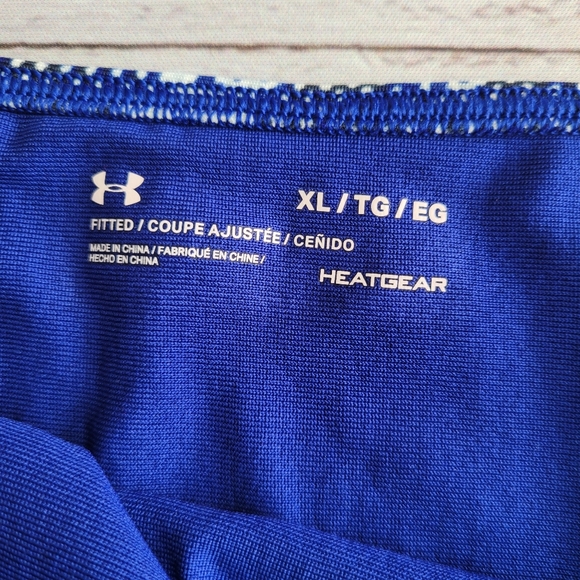 XL / TG / EG
FITTED / COUPE AJUSTÉE / CEÑIDO
MADE IN CHINA / FABRIQUÉ EN CHINE /
HECHO EN CHINA
HEATGEAR